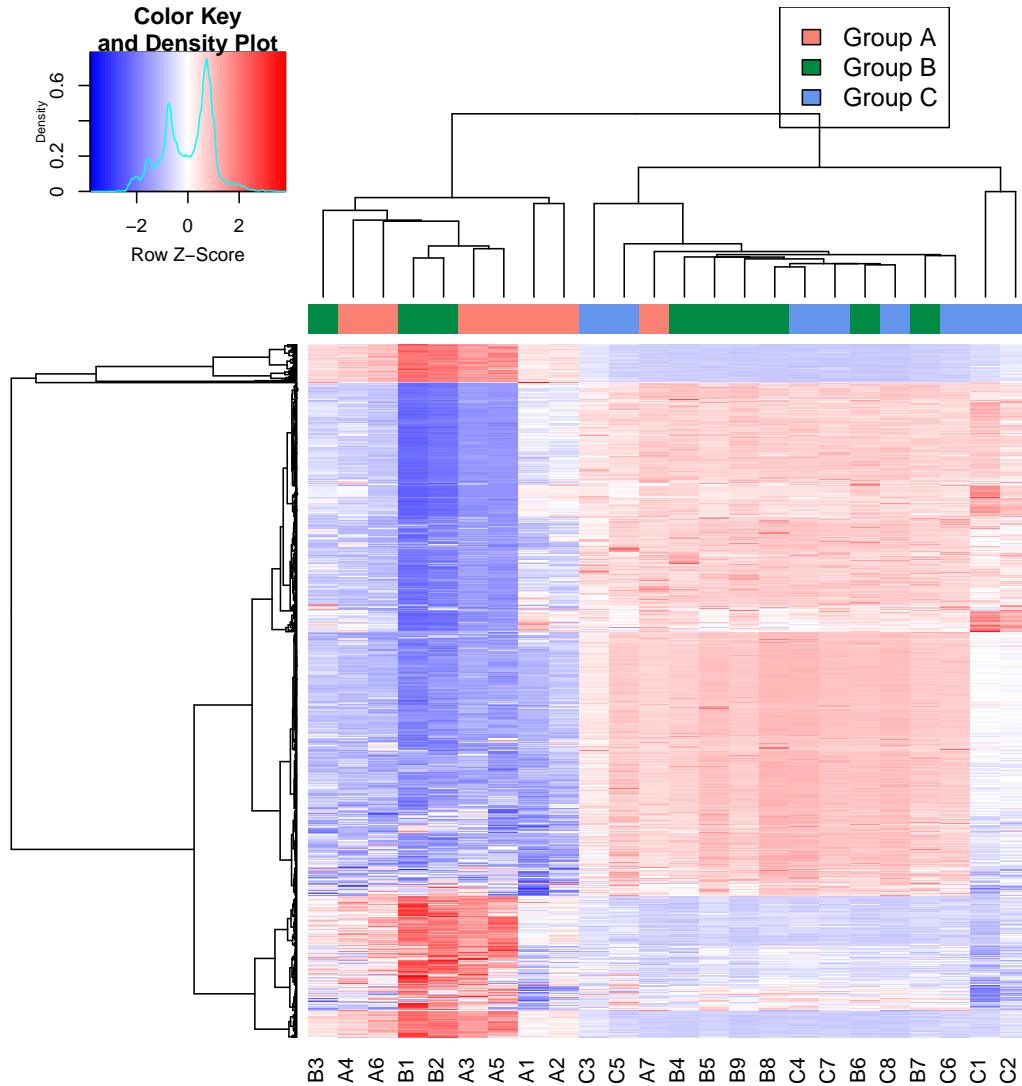 Color Key
and Density Plot
Density
0 0.2 0.6
−2 0 2
Row Z−Score
Group A
Group B
Group C
B3 A4 A6 B1 B2 A3 A5 A1 A2 C3 C5 A7 B4 B5 B9 B8 C4 C7 B6 C8 B7 C6 C1 C2